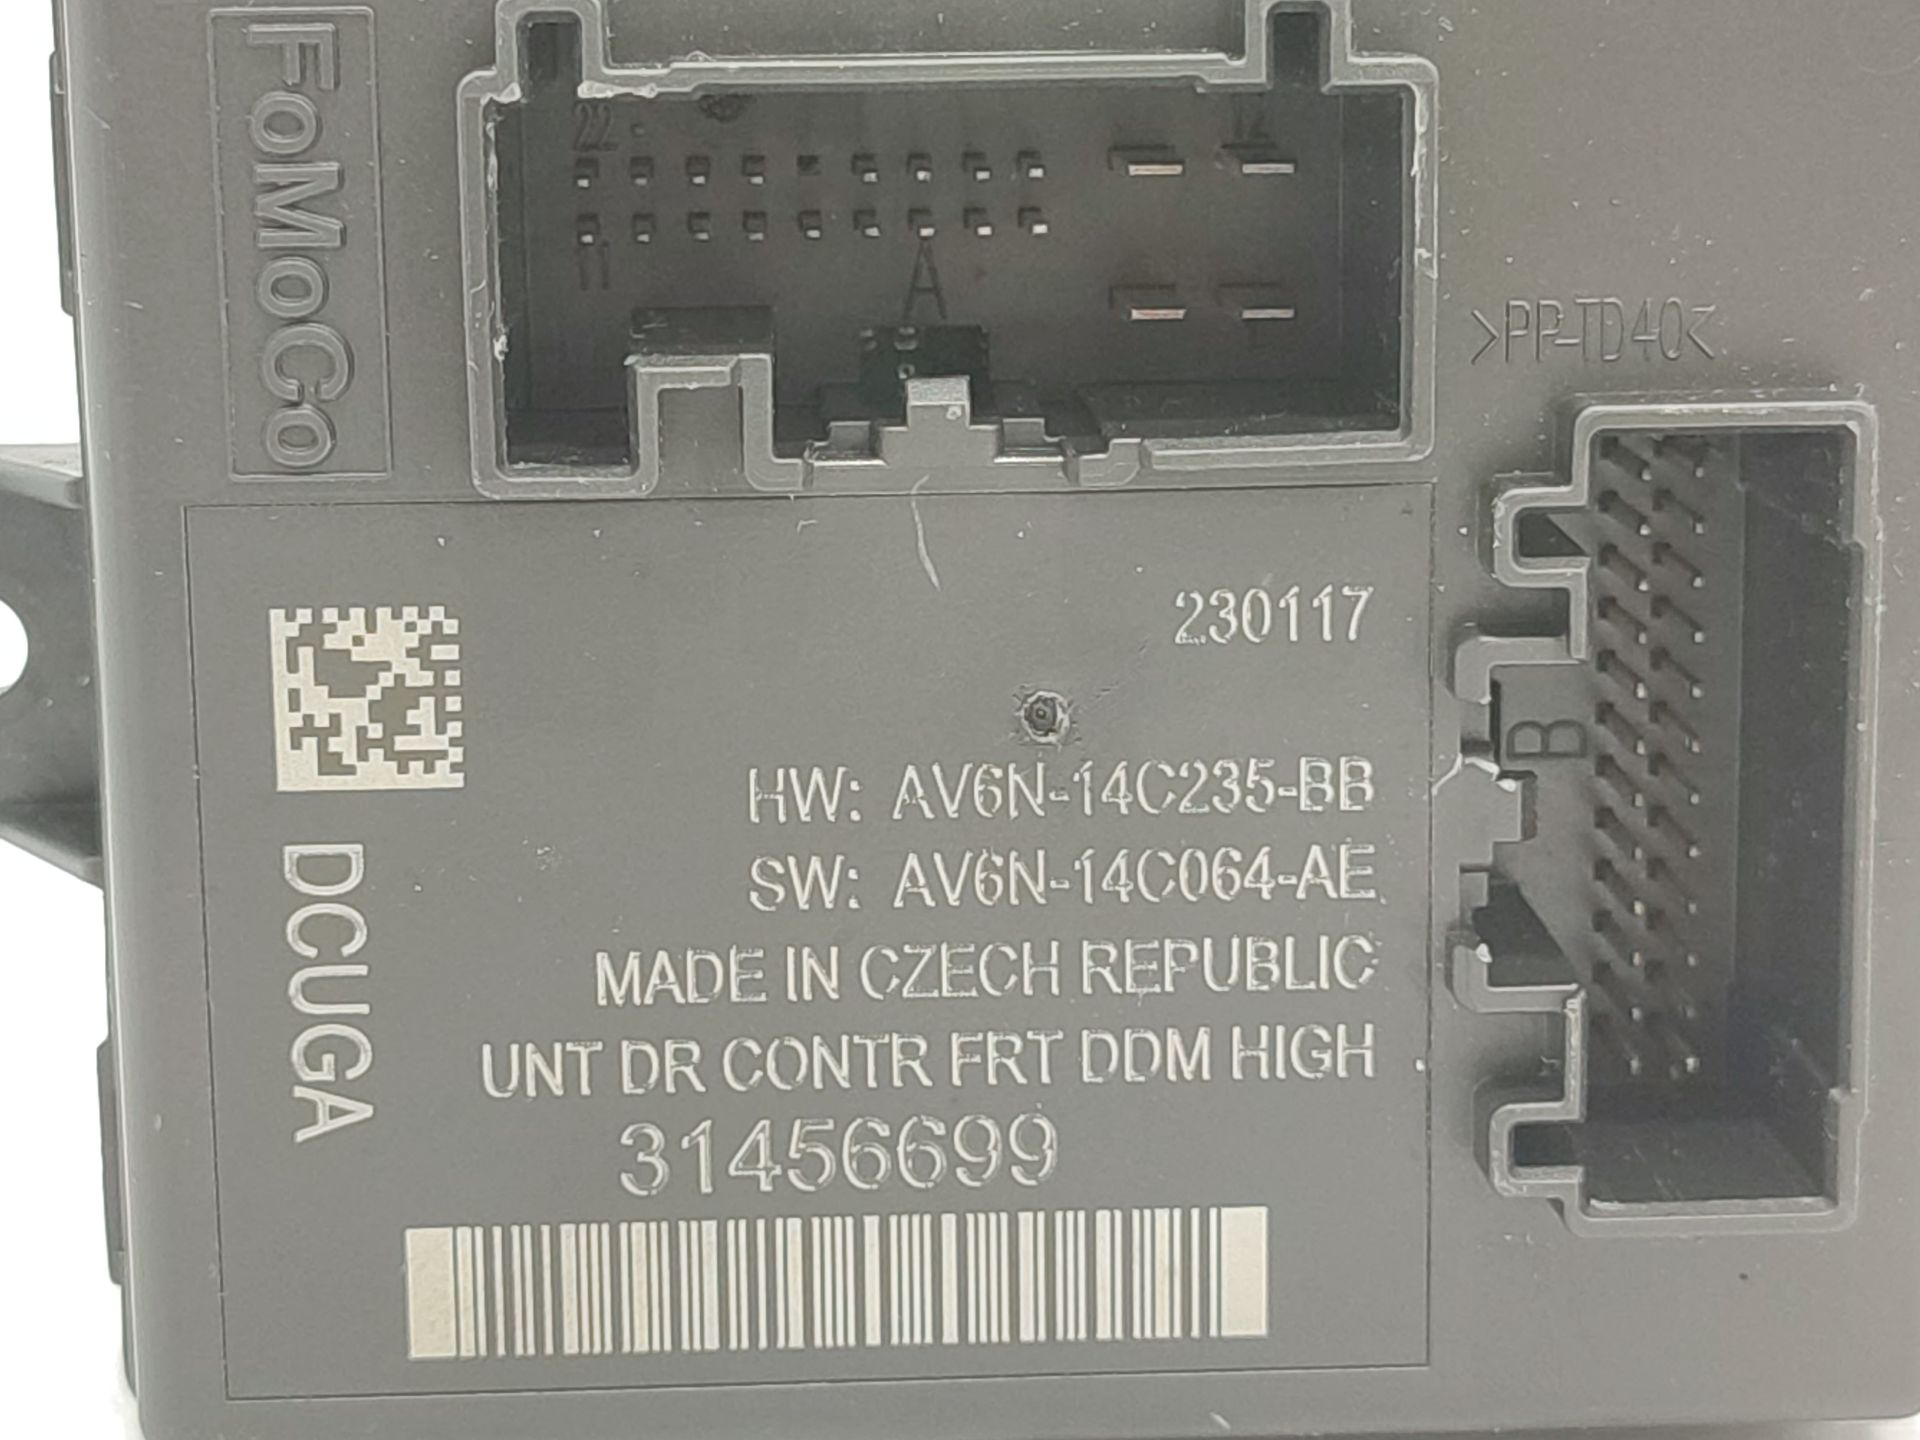 FoMoCo
22
12
11
1
A
>PP-TD40<
B
230117
HW: AV6N-14C235-BB
SW: AV6N-14C064-AE
MADE IN CZECH REPUBLIC
UNT DR CONTR FRT DDM HIGH
31456699
DCUGA